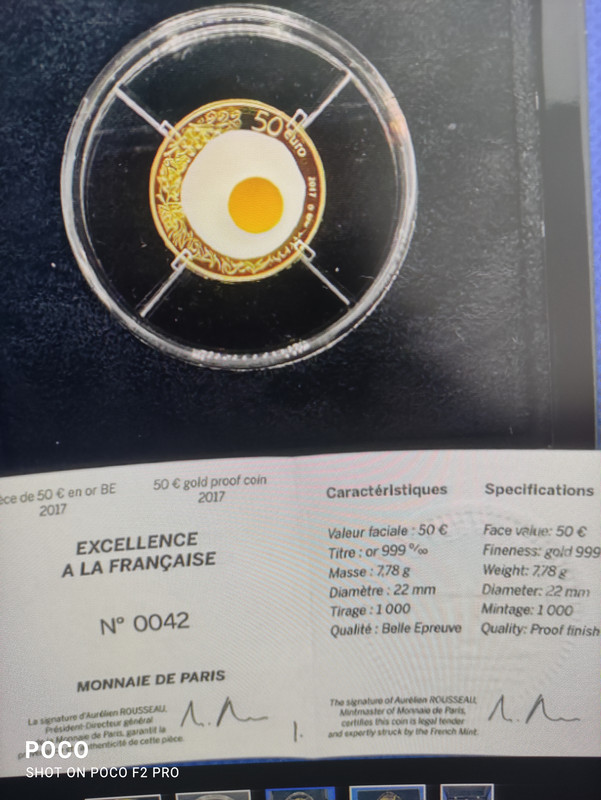 50 euro
2017
èce de 50 € en or BE
2017
50 € gold proof coin
2017
EXCELLENCE
A LA FRANÇAISE
N° 0042
MONNAIE DE PARIS
La signature d'Aurélien ROUSSEAU,
Président-Directeur général
Monnaie de Paris, garantit la
de cette pièce.
Caractéristiques
Valeur faciale : 50 €
Titre : or 999 ‰
Masse : 7,78 g
Diamètre : 22 mm
Tirage : 1 000
Qualité : Belle Epreuve
The signature of Aurélien ROUSSEAU,
Mintmaster of Monnaie de Paris,
certifies this coin is legal tender
and expertly struck by the French Mint.
Specifications
Face value: 50 €
Fineness: gold 999
Weight: 7,78 g
Diameter: 22 mm
Mintage: 1 000
Quality: Proof finish
POCO
SHOT ON POCO F2 PRO